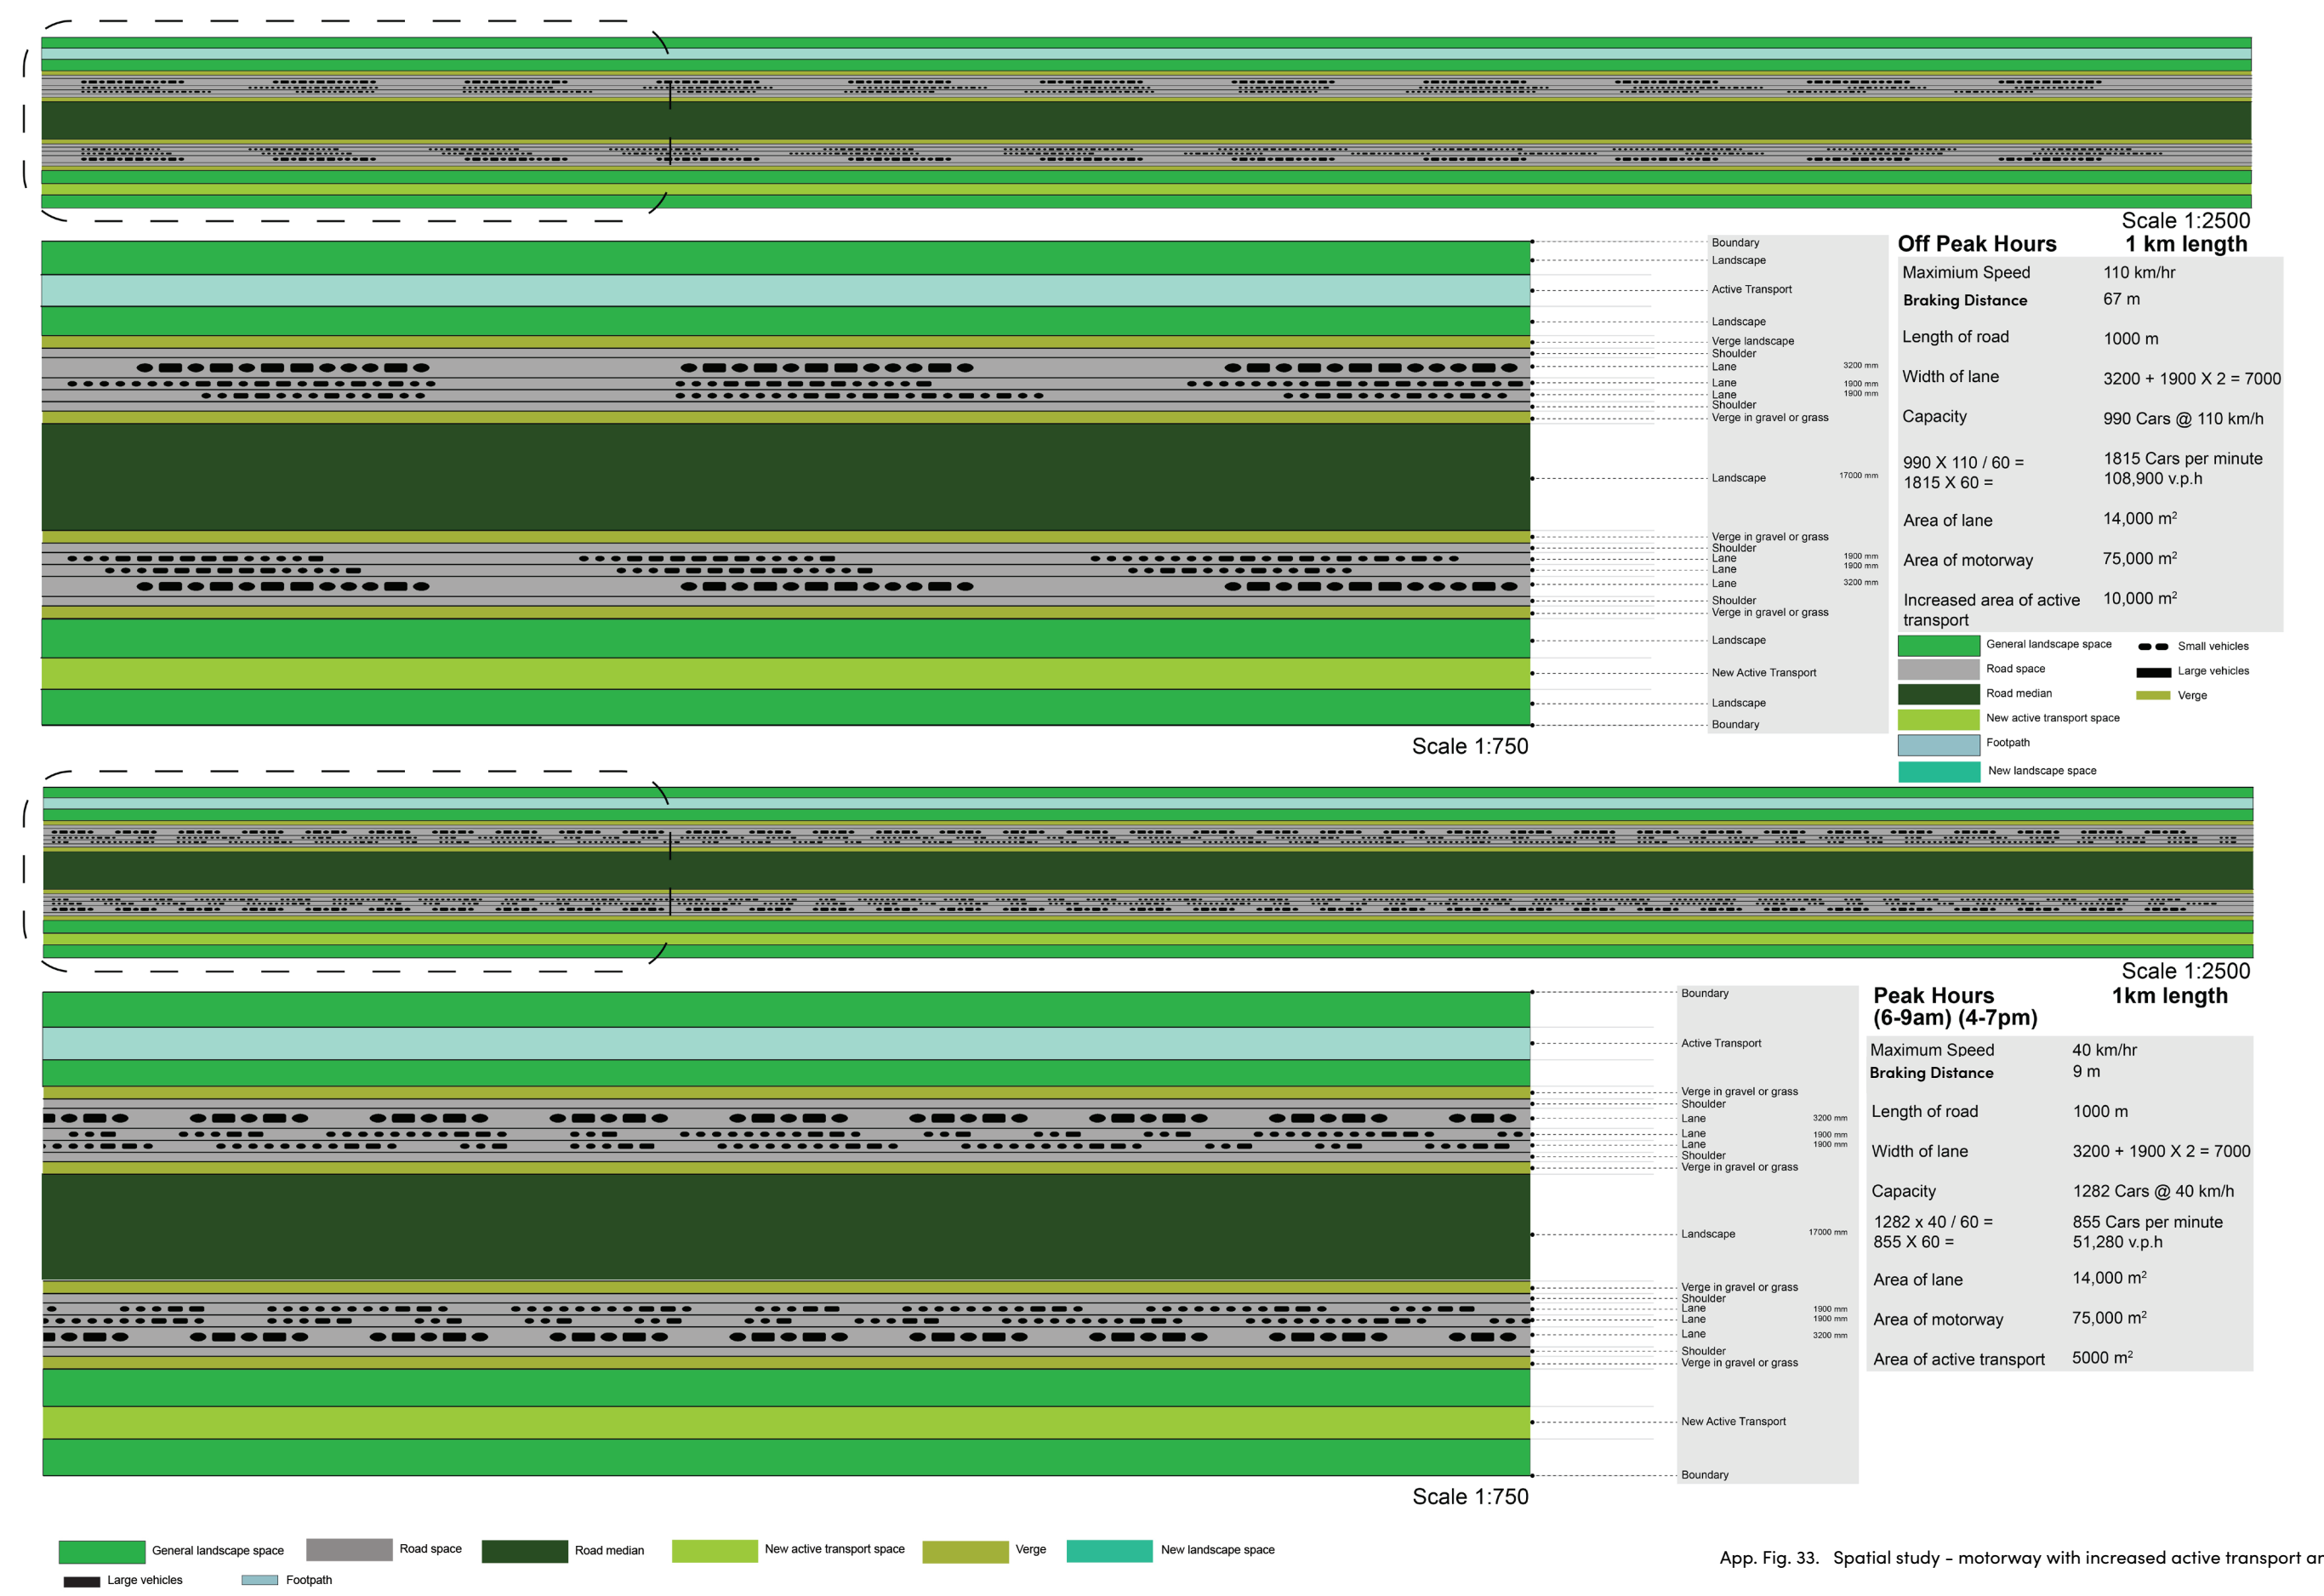 Scale 1:2500
Boundary
Landscape
Active Transport
Landscape
Verge landscape
Shoulder
Lane 3200 mm
Lane 1900 mm
Lane 1900 mm
Shoulder
Verge in gravel or grass
Landscape 17000 mm
Verge in gravel or grass
Shoulder
Lane 1900 mm
Lane 1900 mm
Lane 3200 mm
Shoulder
Verge in gravel or grass
Landscape
New Active Transport
Landscape
Boundary
Scale 1:750
Off Peak Hours 1 km length
Maximium Speed 110 km/hr
Braking Distance 67 m
Length of road 1000 m
Width of lane 3200 + 1900 X 2 = 7000
Capacity 990 Cars @ 110 km/h
990 X 110 / 60 = 1815 Cars per minute
1815 X 60 = 108,900 v.p.h
Area of lane 14,000 m²
Area of motorway 75,000 m²
Increased area of active 10,000 m²
transport
General landscape space Small vehicles
Road space Large vehicles
Road median Verge
New active transport space
Footpath
New landscape space
Scale 1:2500
Boundary
Active Transport
Verge in gravel or grass
Shoulder
Lane 3200 mm
Lane 1900 mm
Lane 1900 mm
Shoulder
Verge in gravel or grass
Landscape 17000 mm
Verge in gravel or grass
Shoulder
Lane 1900 mm
Lane 1900 mm
Lane 3200 mm
Shoulder
Verge in gravel or grass
New Active Transport
Boundary
Scale 1:750
Peak Hours 1km length
(6-9am) (4-7pm)
Maximum Speed 40 km/hr
Braking Distance 9 m
Length of road 1000 m
Width of lane 3200 + 1900 X 2 = 7000
Capacity 1282 Cars @ 40 km/h
1282 x 40 / 60 = 855 Cars per minute
855 X 60 = 51,280 v.p.h
Area of lane 14,000 m²
Area of motorway 75,000 m²
Area of active transport 5000 m²
General landscape space Road space Road median New active transport space Verge New landscape space
Large vehicles Footpath
App. Fig. 33. Spatial study - motorway with increased active transport